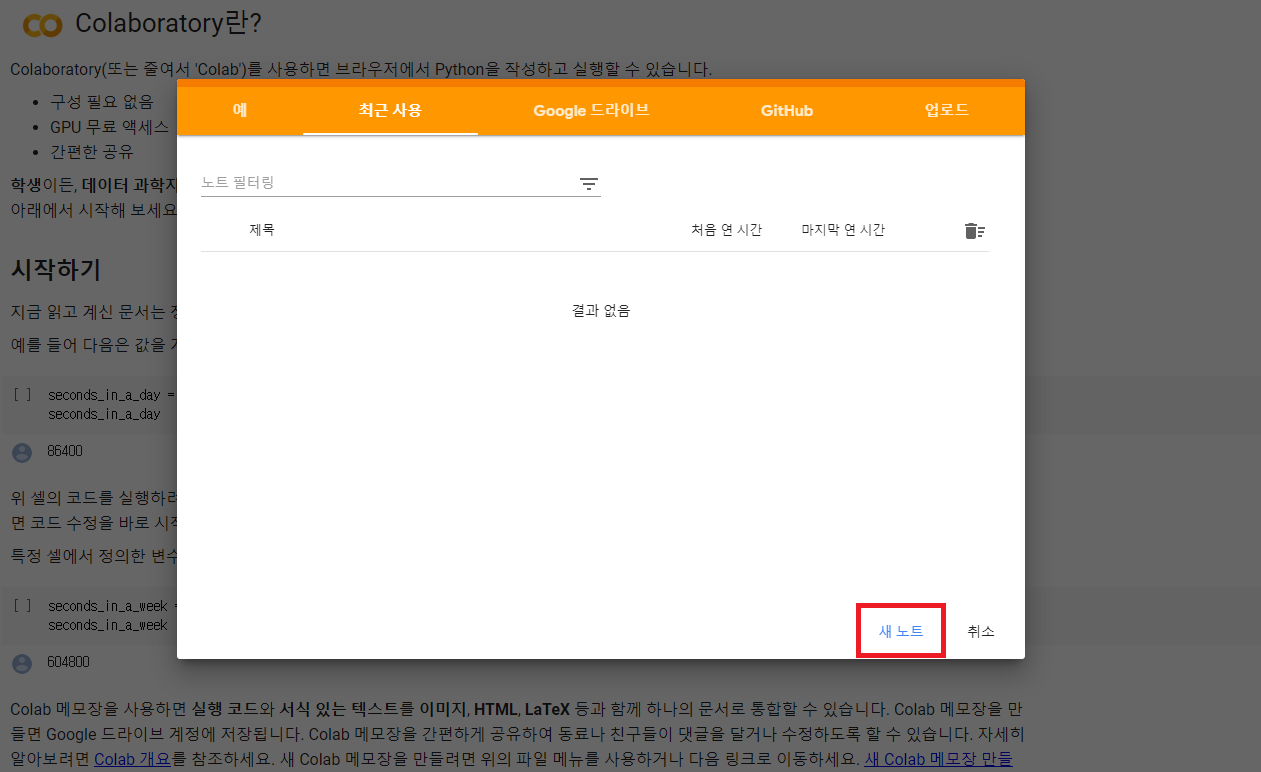 Colaboratory란?
Colaboratory(또는 줄여서 'Colab')를 사용하면 브라우저에서 Python을 작성하고 실행할 수 있습니다.
구성 필요 없음
GPU 무료 액세스
간편한 공유
학생이든, 데이터 과학자
아래에서 시작해 보세요
시작하기
지금 읽고 계신 문서는
예를 들어 다음은 값을
[ ] seconds_in_a_day =
seconds_in_a_day
86400
위 셀의 코드를 실행하려
면 코드 수정을 바로 시작
특정 셀에서 정의한 변수
[ ] seconds_in_a_week =
seconds_in_a_week
604800
예 최근 사용 Google 드라이브 GitHub 업로드
노트 필터링
제목 처음 연 시간 마지막 연 시간
결과 없음
새 노트 취소
Colab 메모장을 사용하면 실행 코드와 서식 있는 텍스트를 이미지, HTML, LaTeX 등과 함께 하나의 문서로 통합할 수 있습니다. Colab 메모장을 만
들면 Google 드라이브 계정에 저장됩니다. Colab 메모장을 간편하게 공유하여 동료나 친구들이 댓글을 달거나 수정하도록 할 수 있습니다. 자세히
알아보려면 Colab 개요를 참조하세요. 새 Colab 메모장을 만들려면 위의 파일 메뉴를 사용하거나 다음 링크로 이동하세요. 새 Colab 메모장 만들